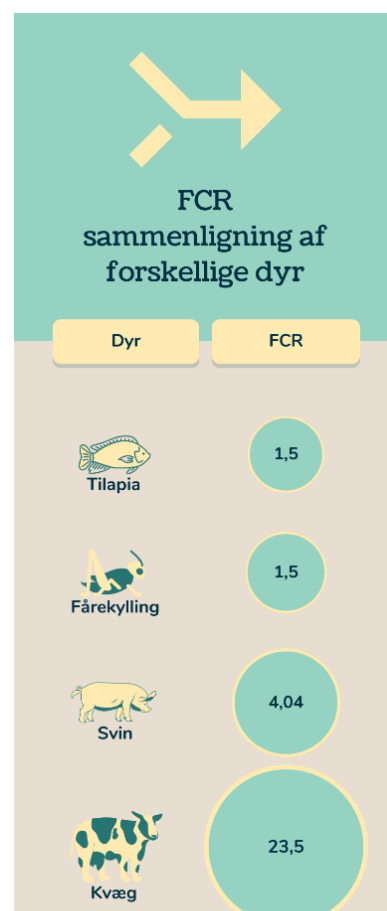 FCR
sammenligning af
forskellige dyr
Dyr FCR
Tilapia 1,5
Fårekylling 1,5
Svin 4,04
Kvæg 23,5